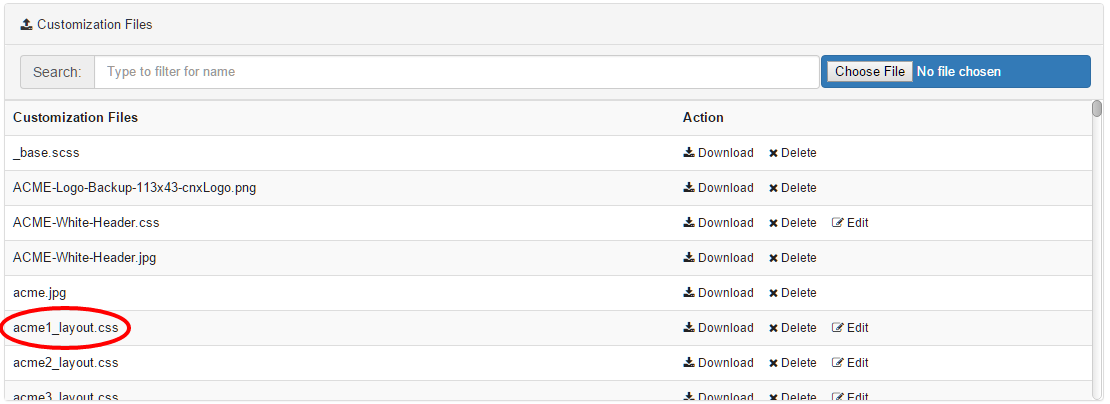 Customization Files
Search: Type to filter for name Choose File No file chosen
Customization Files Action
_base.scss Download Delete
ACME-Logo-Backup-113x43-cnxLogo.png Download Delete
ACME-White-Header.css Download Delete Edit
ACME-White-Header.jpg Download Delete
acme.jpg Download Delete
acme1_layout.css Download Delete Edit
acme2_layout.css Download Delete Edit
acme3_layout.css Download Delete Edit